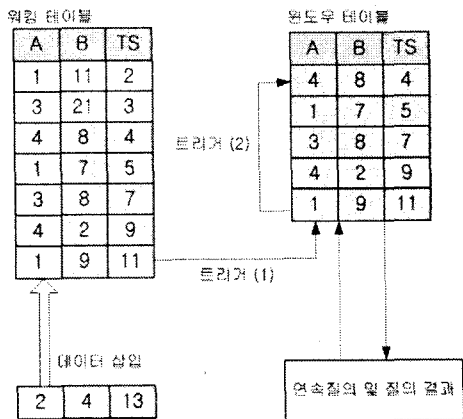 워킹 테이블
A B TS
1 11 2
3 21 3
4 8 4
1 7 5
3 8 7
4 2 9
1 9 11
데이터 삽입
2 4 13
트리거 (1)
트리거 (2)
윈도우 테이블
A B TS
4 8 4
1 7 5
3 8 7
4 2 9
1 9 11
연속질의 및 질의 결과